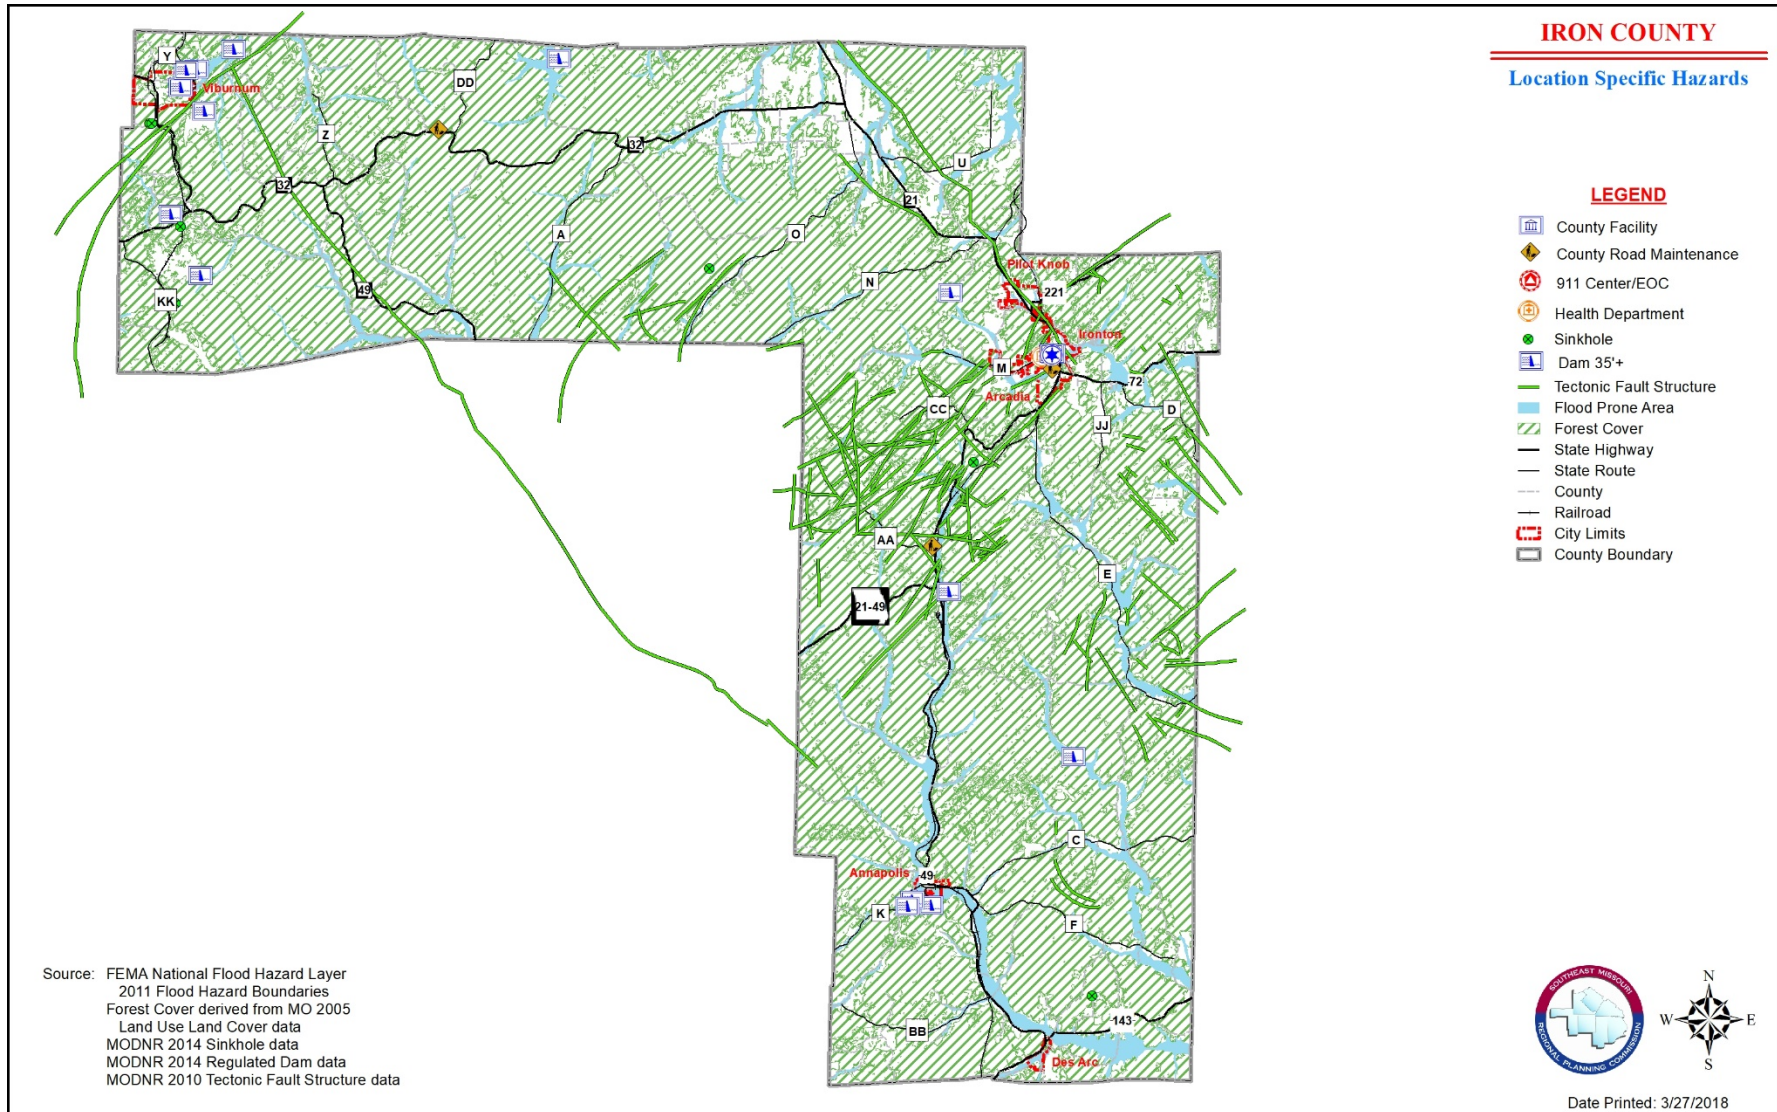 IRON COUNTY
Location Specific Hazards
LEGEND
County Facility
County Road Maintenance
911 Center/EOC
Health Department
Sinkhole
Dam 35'+
Tectonic Fault Structure
Flood Prone Area
Forest Cover
State Highway
State Route
County
Railroad
City Limits
County Boundary
Y
Viburnum
DD
Z
32
32
A
O
U
21
N
49
KK
Pilot Knob
221
Ironton
M
Arcadia
72
D
CC
JJ
AA
E
21-49
C
Annapolis
49
K
F
BB
143
Des Arc
Source: FEMA National Flood Hazard Layer
2011 Flood Hazard Boundaries
Forest Cover derived from MO 2005
Land Use Land Cover data
MODNR 2014 Sinkhole data
MODNR 2014 Regulated Dam data
MODNR 2010 Tectonic Fault Structure data
SOUTHEAST MISSOURI
REGIONAL PLANNING COMMISSION
N
W
E
S
Date Printed: 3/27/2018